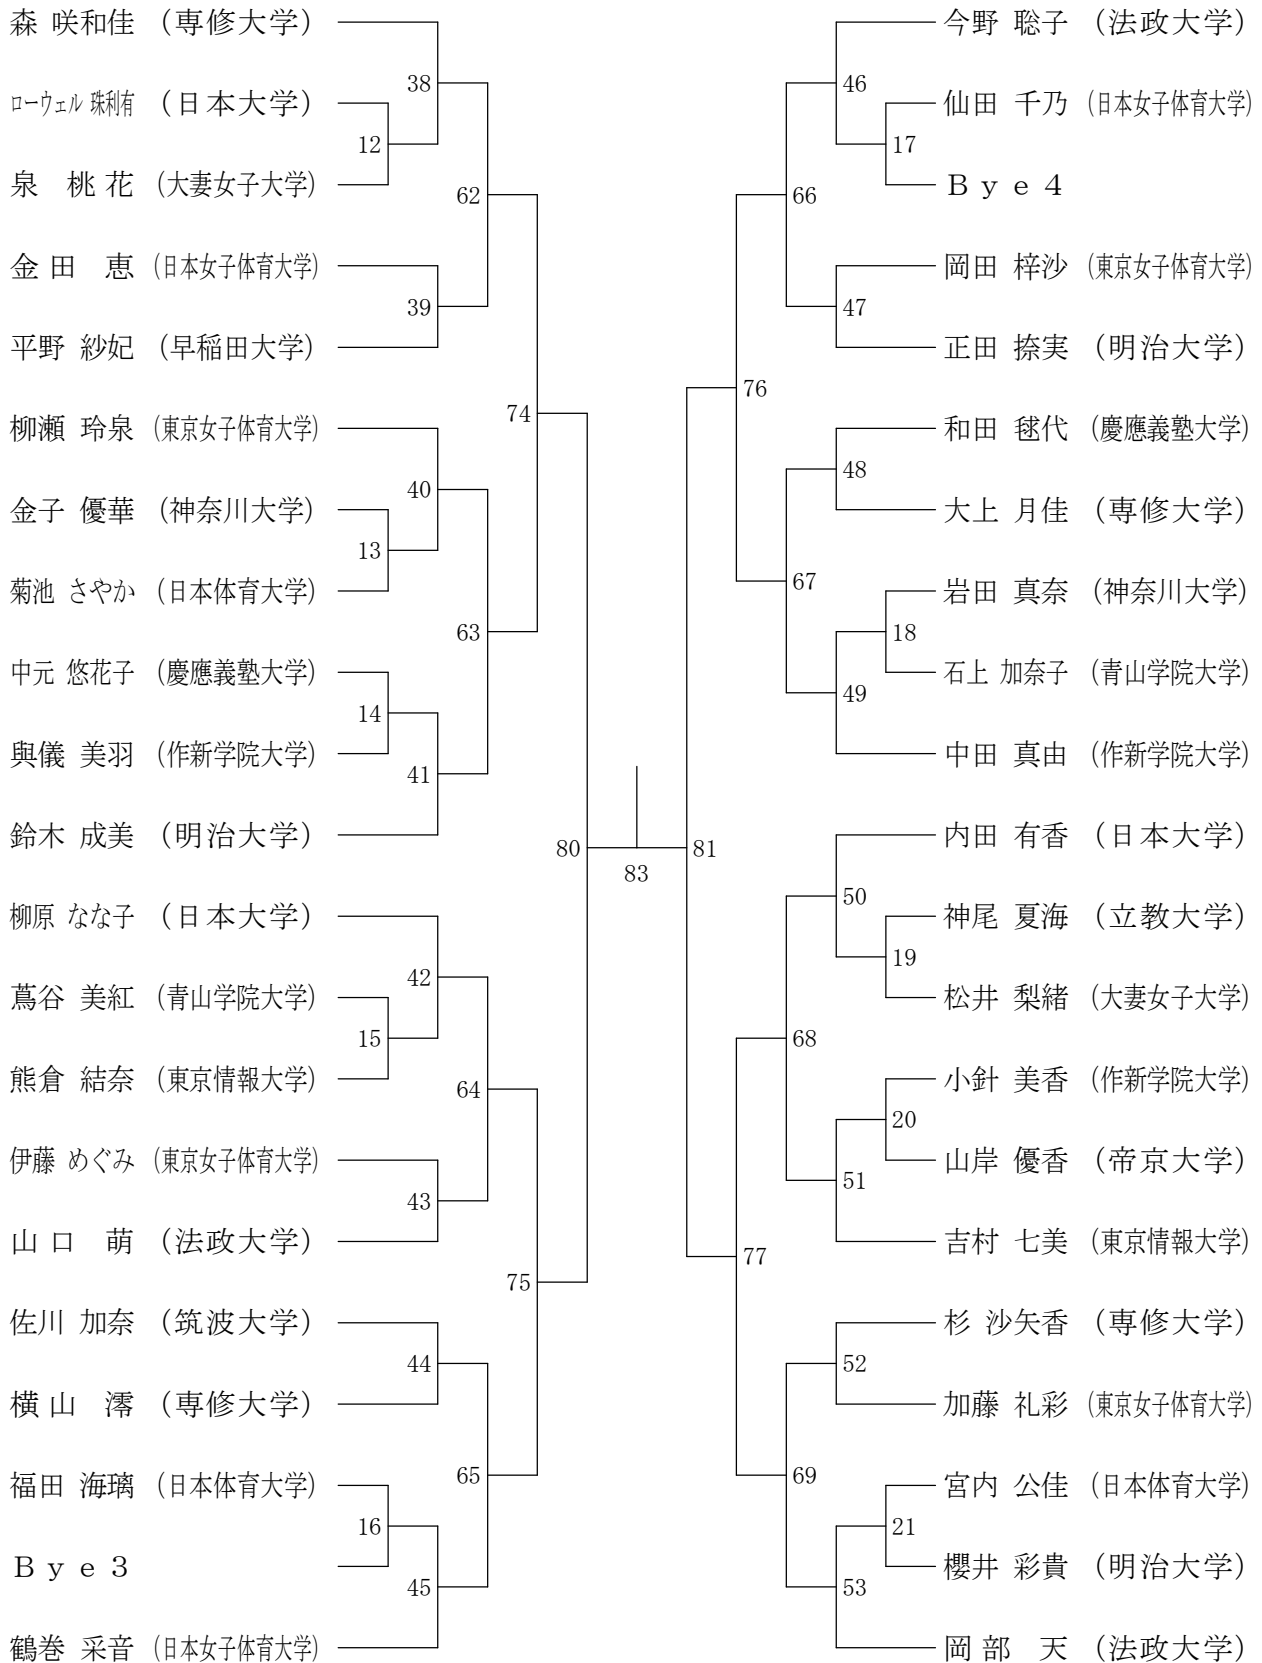 森 咲和佳 （専修大学）
38
ローウェル 珠利有 （日本大学）
12
泉 桃花 （大妻女子大学）
62
金田 恵 （日本女子体育大学）
39
平野 紗妃 （早稲田大学）
74
柳瀬 玲泉 （東京女子体育大学）
40
金子 優華 （神奈川大学）
13
菊池 さやか （日本体育大学）
63
中元 悠花子 （慶應義塾大学）
14
與儀 美羽 （作新学院大学）
41
鈴木 成美 （明治大学）
80
柳原 なな子 （日本大学）
42
蔦谷 美紅 （青山学院大学）
15
熊倉 結奈 （東京情報大学）
64
伊藤 めぐみ （東京女子体育大学）
43
山口 萌 （法政大学）
75
佐川 加奈 （筑波大学）
44
横山 澪 （専修大学）
65
福田 海璃 （日本体育大学）
16
Bye3
45
鶴巻 采音 （日本女子体育大学）
83
今野 聡子 （法政大学）
46
仙田 千乃 （日本女子体育大学）
17
Bye4
66
岡田 梓沙 （東京女子体育大学）
47
正田 捺実 （明治大学）
76
和田 毬代 （慶應義塾大学）
48
大上 月佳 （専修大学）
67
岩田 真奈 （神奈川大学）
18
石上 加奈子 （青山学院大学）
49
中田 真由 （作新学院大学）
81
内田 有香 （日本大学）
50
神尾 夏海 （立教大学）
19
松井 梨緒 （大妻女子大学）
68
小針 美香 （作新学院大学）
20
山岸 優香 （帝京大学）
51
吉村 七美 （東京情報大学）
77
杉 沙矢香 （専修大学）
52
加藤 礼彩 （東京女子体育大学）
69
宮内 公佳 （日本体育大学）
21
櫻井 彩貴 （明治大学）
53
岡部 天 （法政大学）